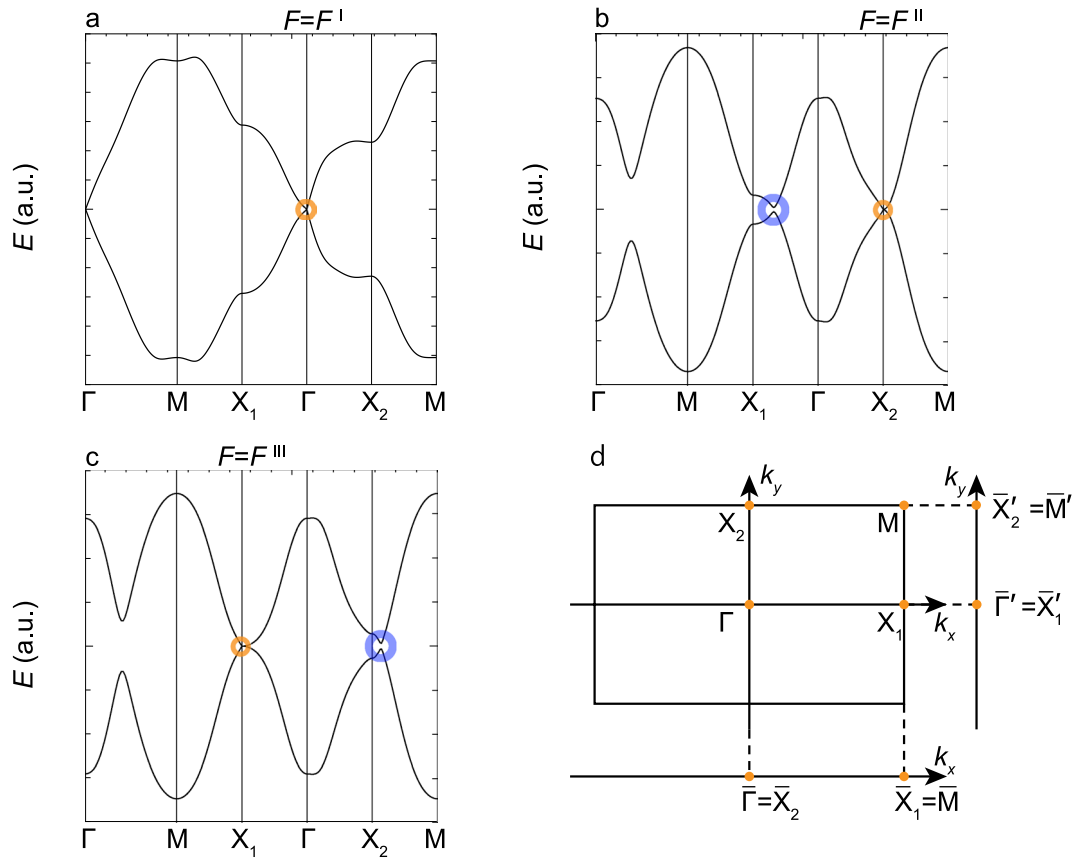 a
F=F I
E (a.u.)
Γ M X1 Γ X2 M
b
F=F II
E (a.u.)
Γ M X1 Γ X2 M
c
F=F III
E (a.u.)
Γ M X1 Γ X2 M
d
ky ky
X2 M X̅2′ =M̅′
Γ X1 kx Γ̅′ =X̅1′
kx
Γ̅=X̅2 X̅1=M̅